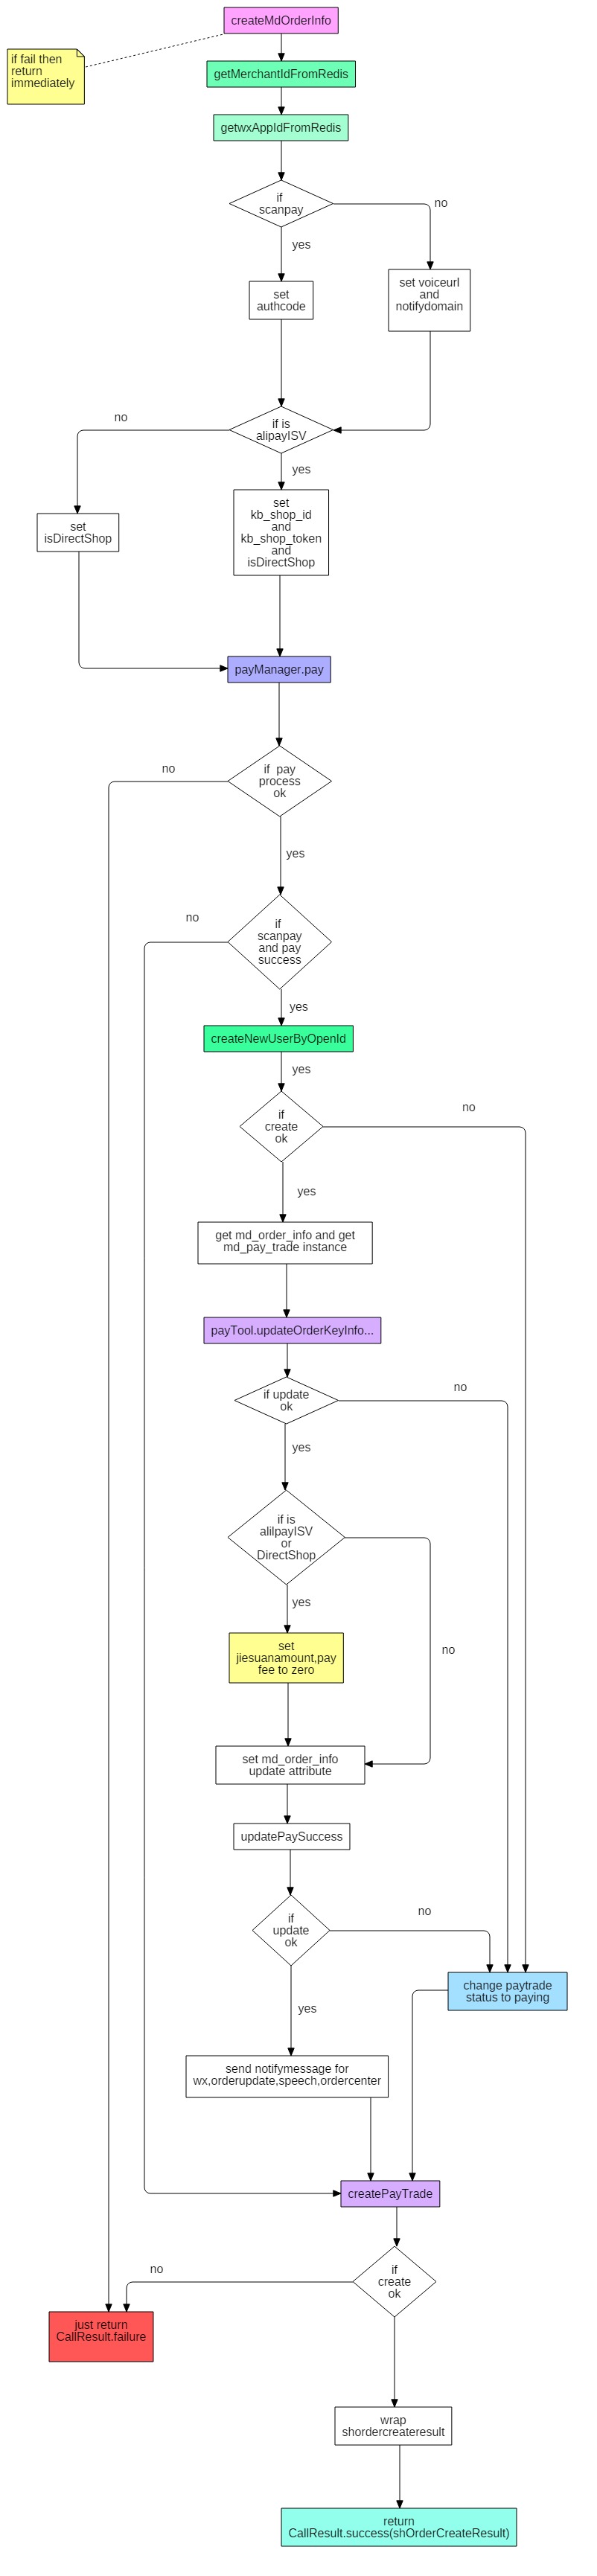 createMdOrderInfo
if fail then
return
immediately
getMerchantIdFromRedis
getwxAppIdFromRedis
if
scanpay
no
yes
set
authcode
set voiceurl
and
notifydomain
if is
alipayISV
no
yes
set
isDirectShop
set
kb_shop_id
and
kb_shop_token
and
isDirectShop
payManager.pay
if pay
process
ok
no
yes
if
scanpay
and pay
success
no
yes
createNewUserByOpenId
yes
if
create
ok
no
yes
get md_order_info and get
md_pay_trade instance
payTool.updateOrderKeyInfo...
if update
ok
no
yes
if is
alilpayISV
or
DirectShop
yes
no
set
jiesuanamount,pay
fee to zero
set md_order_info
update attribute
updatePaySuccess
if
update
ok
no
yes
change paytrade
status to paying
send notifymessage for
wx,orderupdate,speech,ordercenter
createPayTrade
if
create
ok
no
just return
CallResult.failure
wrap
shordercreateresult
return
CallResult.success(shOrderCreateResult)